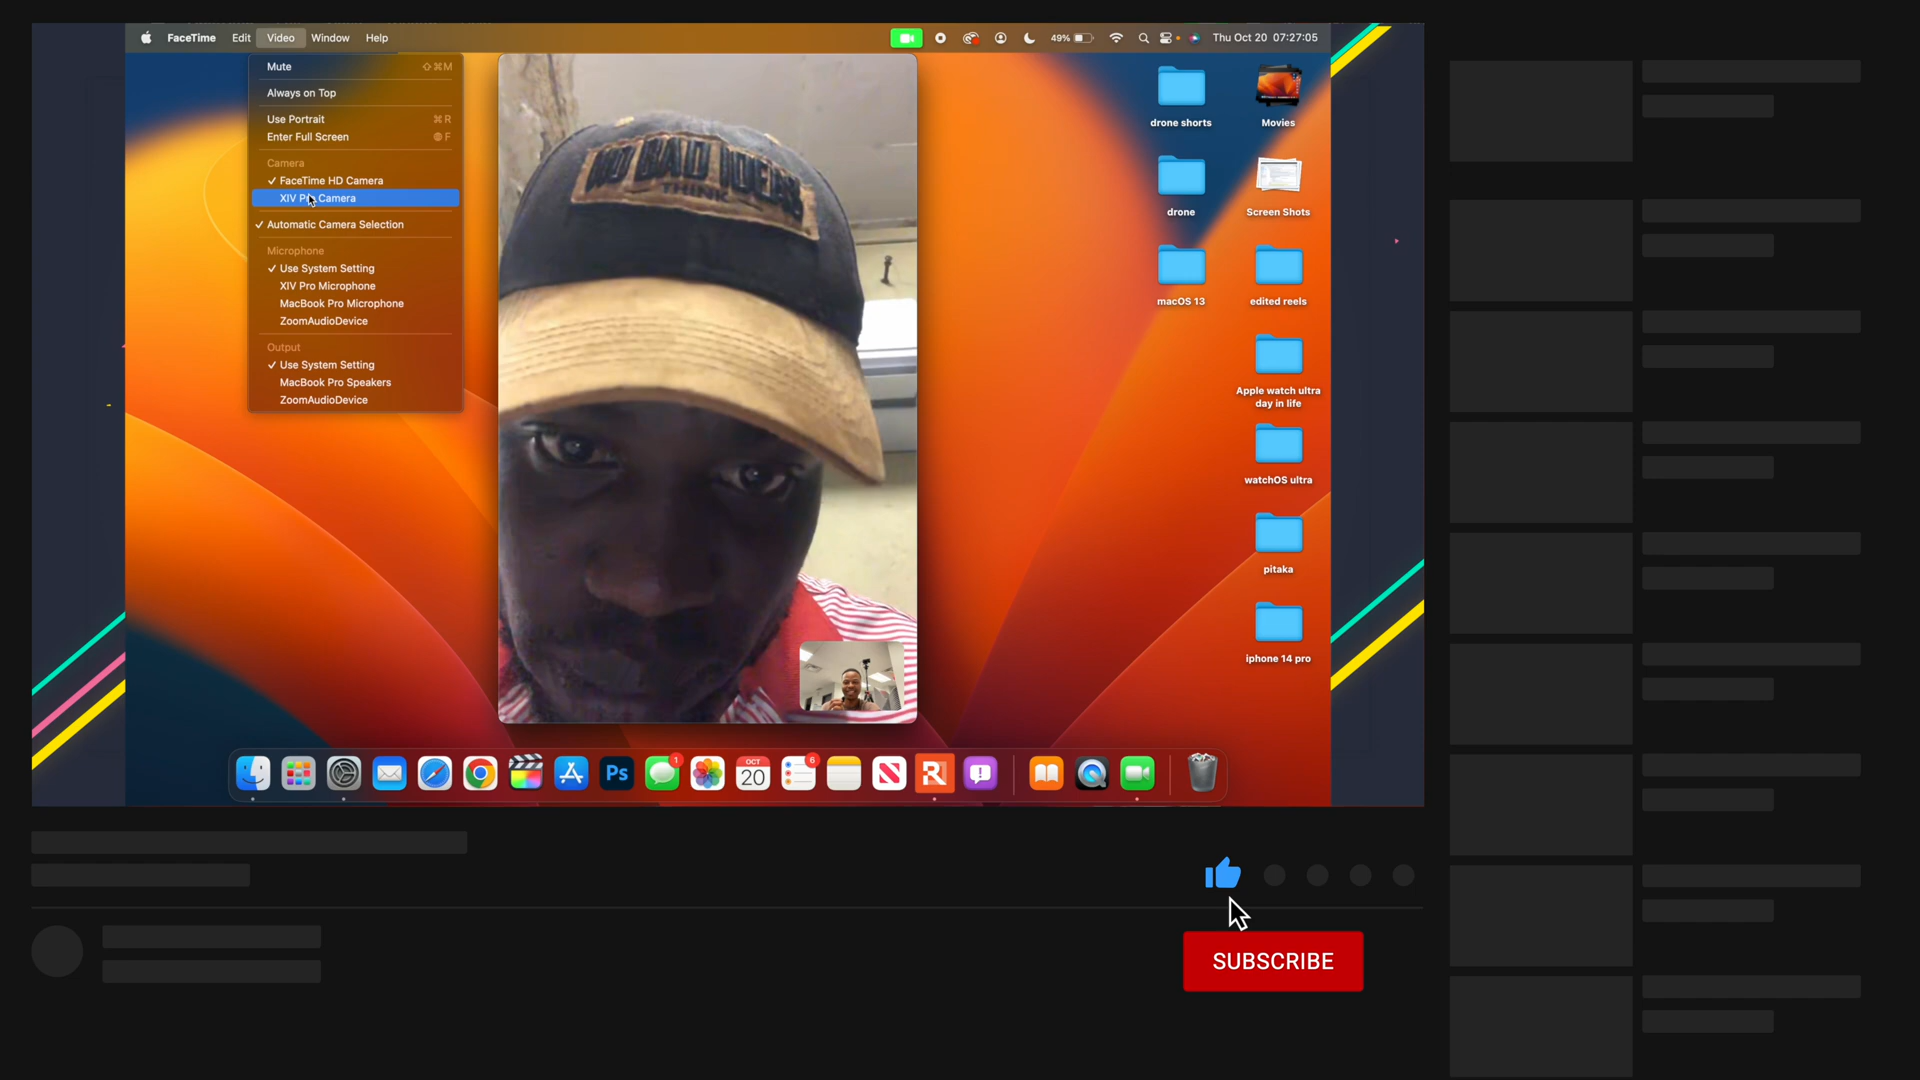 FaceTime Edit Video Window Help
49% Thu Oct 20 07:27:05
Mute ⇧⌘M
Always on Top
Use Portrait ⌘R
Enter Full Screen F
Camera
✓ FaceTime HD Camera
XIV Pro Camera
✓ Automatic Camera Selection
Microphone
✓ Use System Setting
XIV Pro Microphone
MacBook Pro Microphone
ZoomAudioDevice
Output
✓ Use System Setting
MacBook Pro Speakers
ZoomAudioDevice
NO BAD IDEAS
THINK
drone shorts
Movies
drone
Screen Shots
macOS 13
edited reels
Apple watch ultra
day in life
watchOS ultra
pitaka
iphone 14 pro
Ps
1
OCT
20
6
SUBSCRIBE